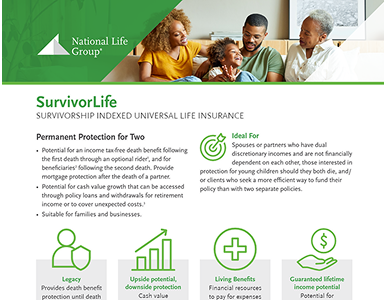 National Life
Group®
SurvivorLife
SURVIVORSHIP INDEXED UNIVERSAL LIFE INSURANCE
Permanent Protection for Two
• Potential for an income tax-free death benefit following
the first death through an optional rider¹, and for
beneficiaries² following the second death. Provide
mortgage protection after the death of a partner.
• Potential for cash value growth that can be accessed
through policy loans and withdrawals for retirement
income or to cover unexpected costs.³
• Suitable for families and businesses.
Ideal For
Spouses or partners who have dual
discretionary incomes and are not financially
dependent on each other, those interested in
protection for young children should they both die, and/
or clients who seek a more efficient way to fund their
policy than with two separate policies.
Legacy
Provides death benefit
protection until death
Upside potential,
downside protection
Cash value
Living Benefits
Financial resources
to pay for expenses
Guaranteed lifetime
income potential
Potential for